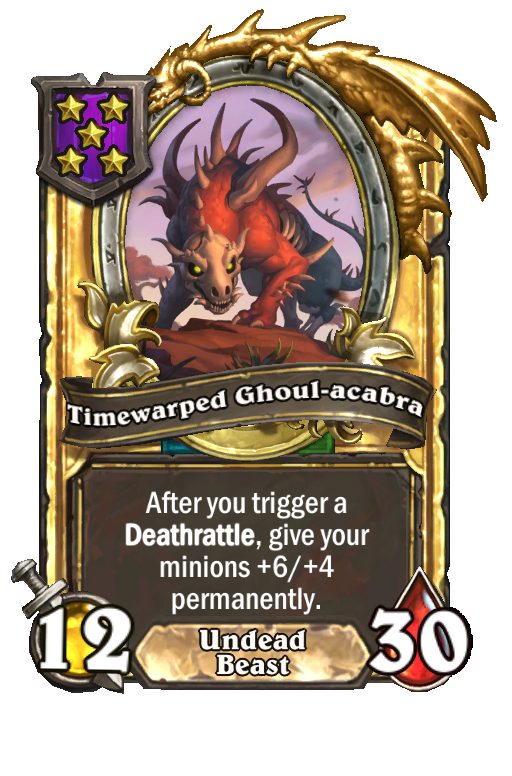 Timewarped Ghoul-acabra
After you trigger a
Deathrattle, give your
minions +6/+4
permanently.
12
Undead
Beast
30